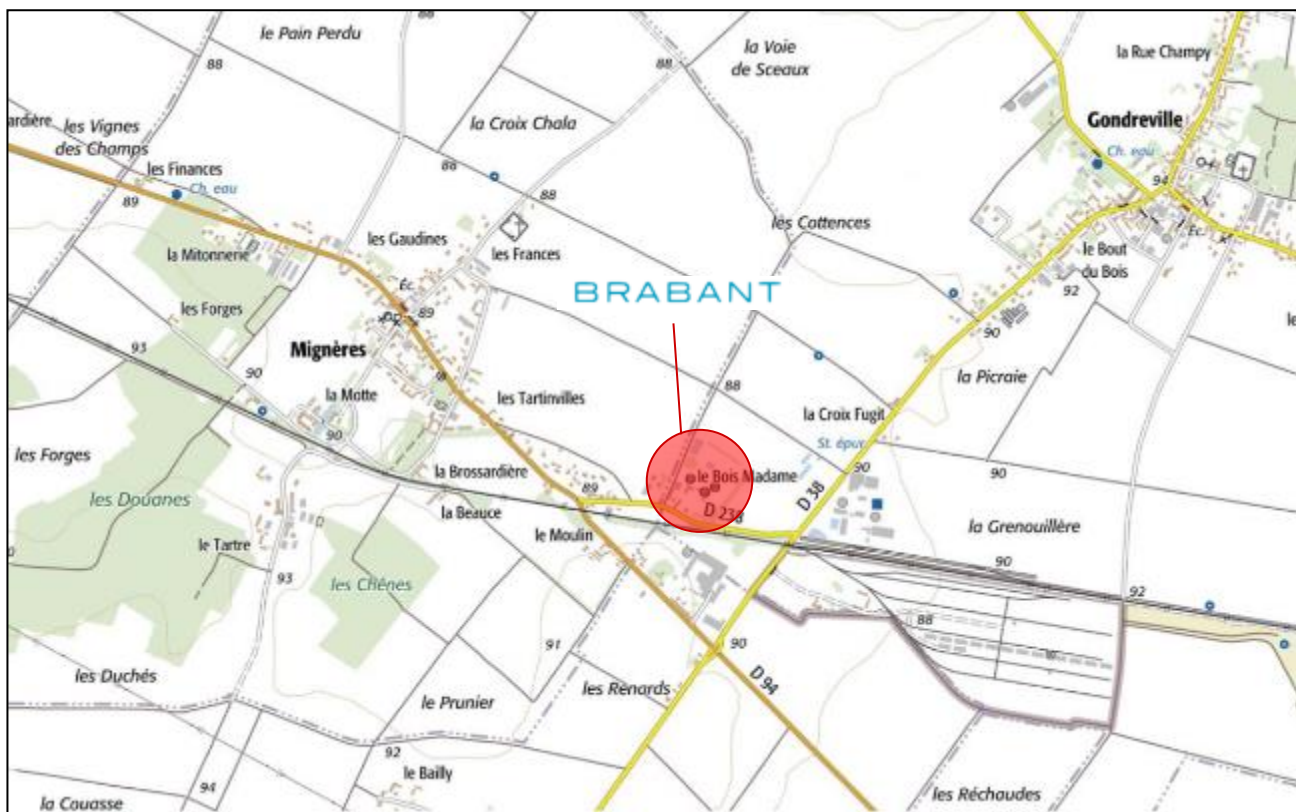 le Pain Perdu
88
88
la Voie
de Sceaux
88
la Rue Champy
Gondreville
Ch. eau
94
Éc.
le Bout
du Bois
92
les Vignes
des Champs
les Finances
89
Ch. eau
la Croix Chala
88
88
les Gaudines
les Frances
la Mitonnerie
les Cottences
90
les Forges
Éc.
89
BRABANT
93
90
Mignères
la Motte
90
les Tartinvilles
88
la Picraie
la Croix Fugit
St. épur.
90
90
les Forges
les Douanes
la Brossardière
la Beauce
89
le Bois Madame
D 38
la Grenouillère
le Moulin
90
92
le Tartre
93
les Chênes
88
91
90
D 94
les Duchés
le Prunier
les Renards
92
le Bailly
94
la Couasse
les Réchaudes